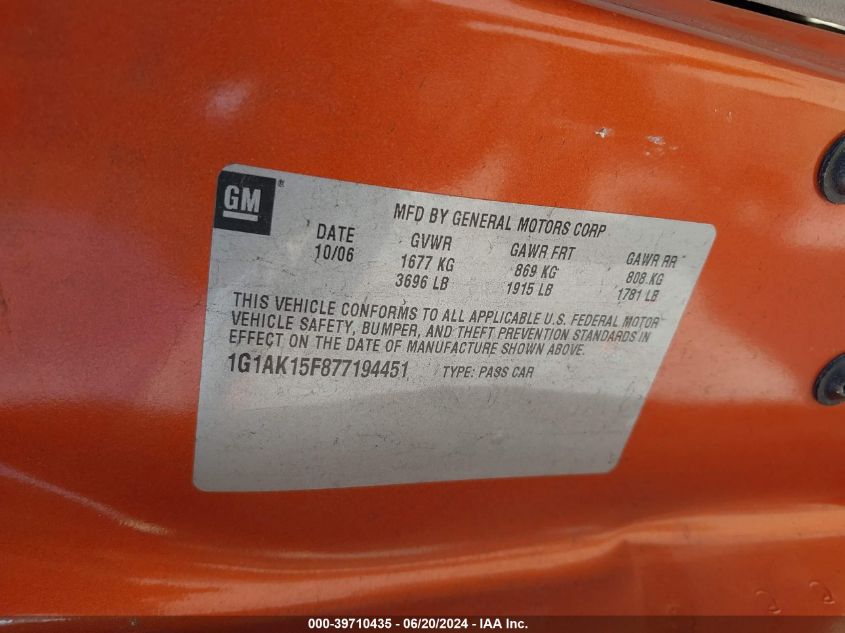 GM ®
MFD BY GENERAL MOTORS CORP
DATE GVWR GAWR FRT GAWR RR
10/06 1677 KG 869 KG 808 KG
3696 LB 1915 LB 1781 LB
THIS VEHICLE CONFORMS TO ALL APPLICABLE U.S. FEDERAL MOTOR
VEHICLE SAFETY, BUMPER, AND THEFT PREVENTION STANDARDS IN
EFFECT ON THE DATE OF MANUFACTURE SHOWN ABOVE.
1G1AK15F877194451 TYPE: PASS CAR
000-39710435 - 06/20/2024 - IAA Inc.